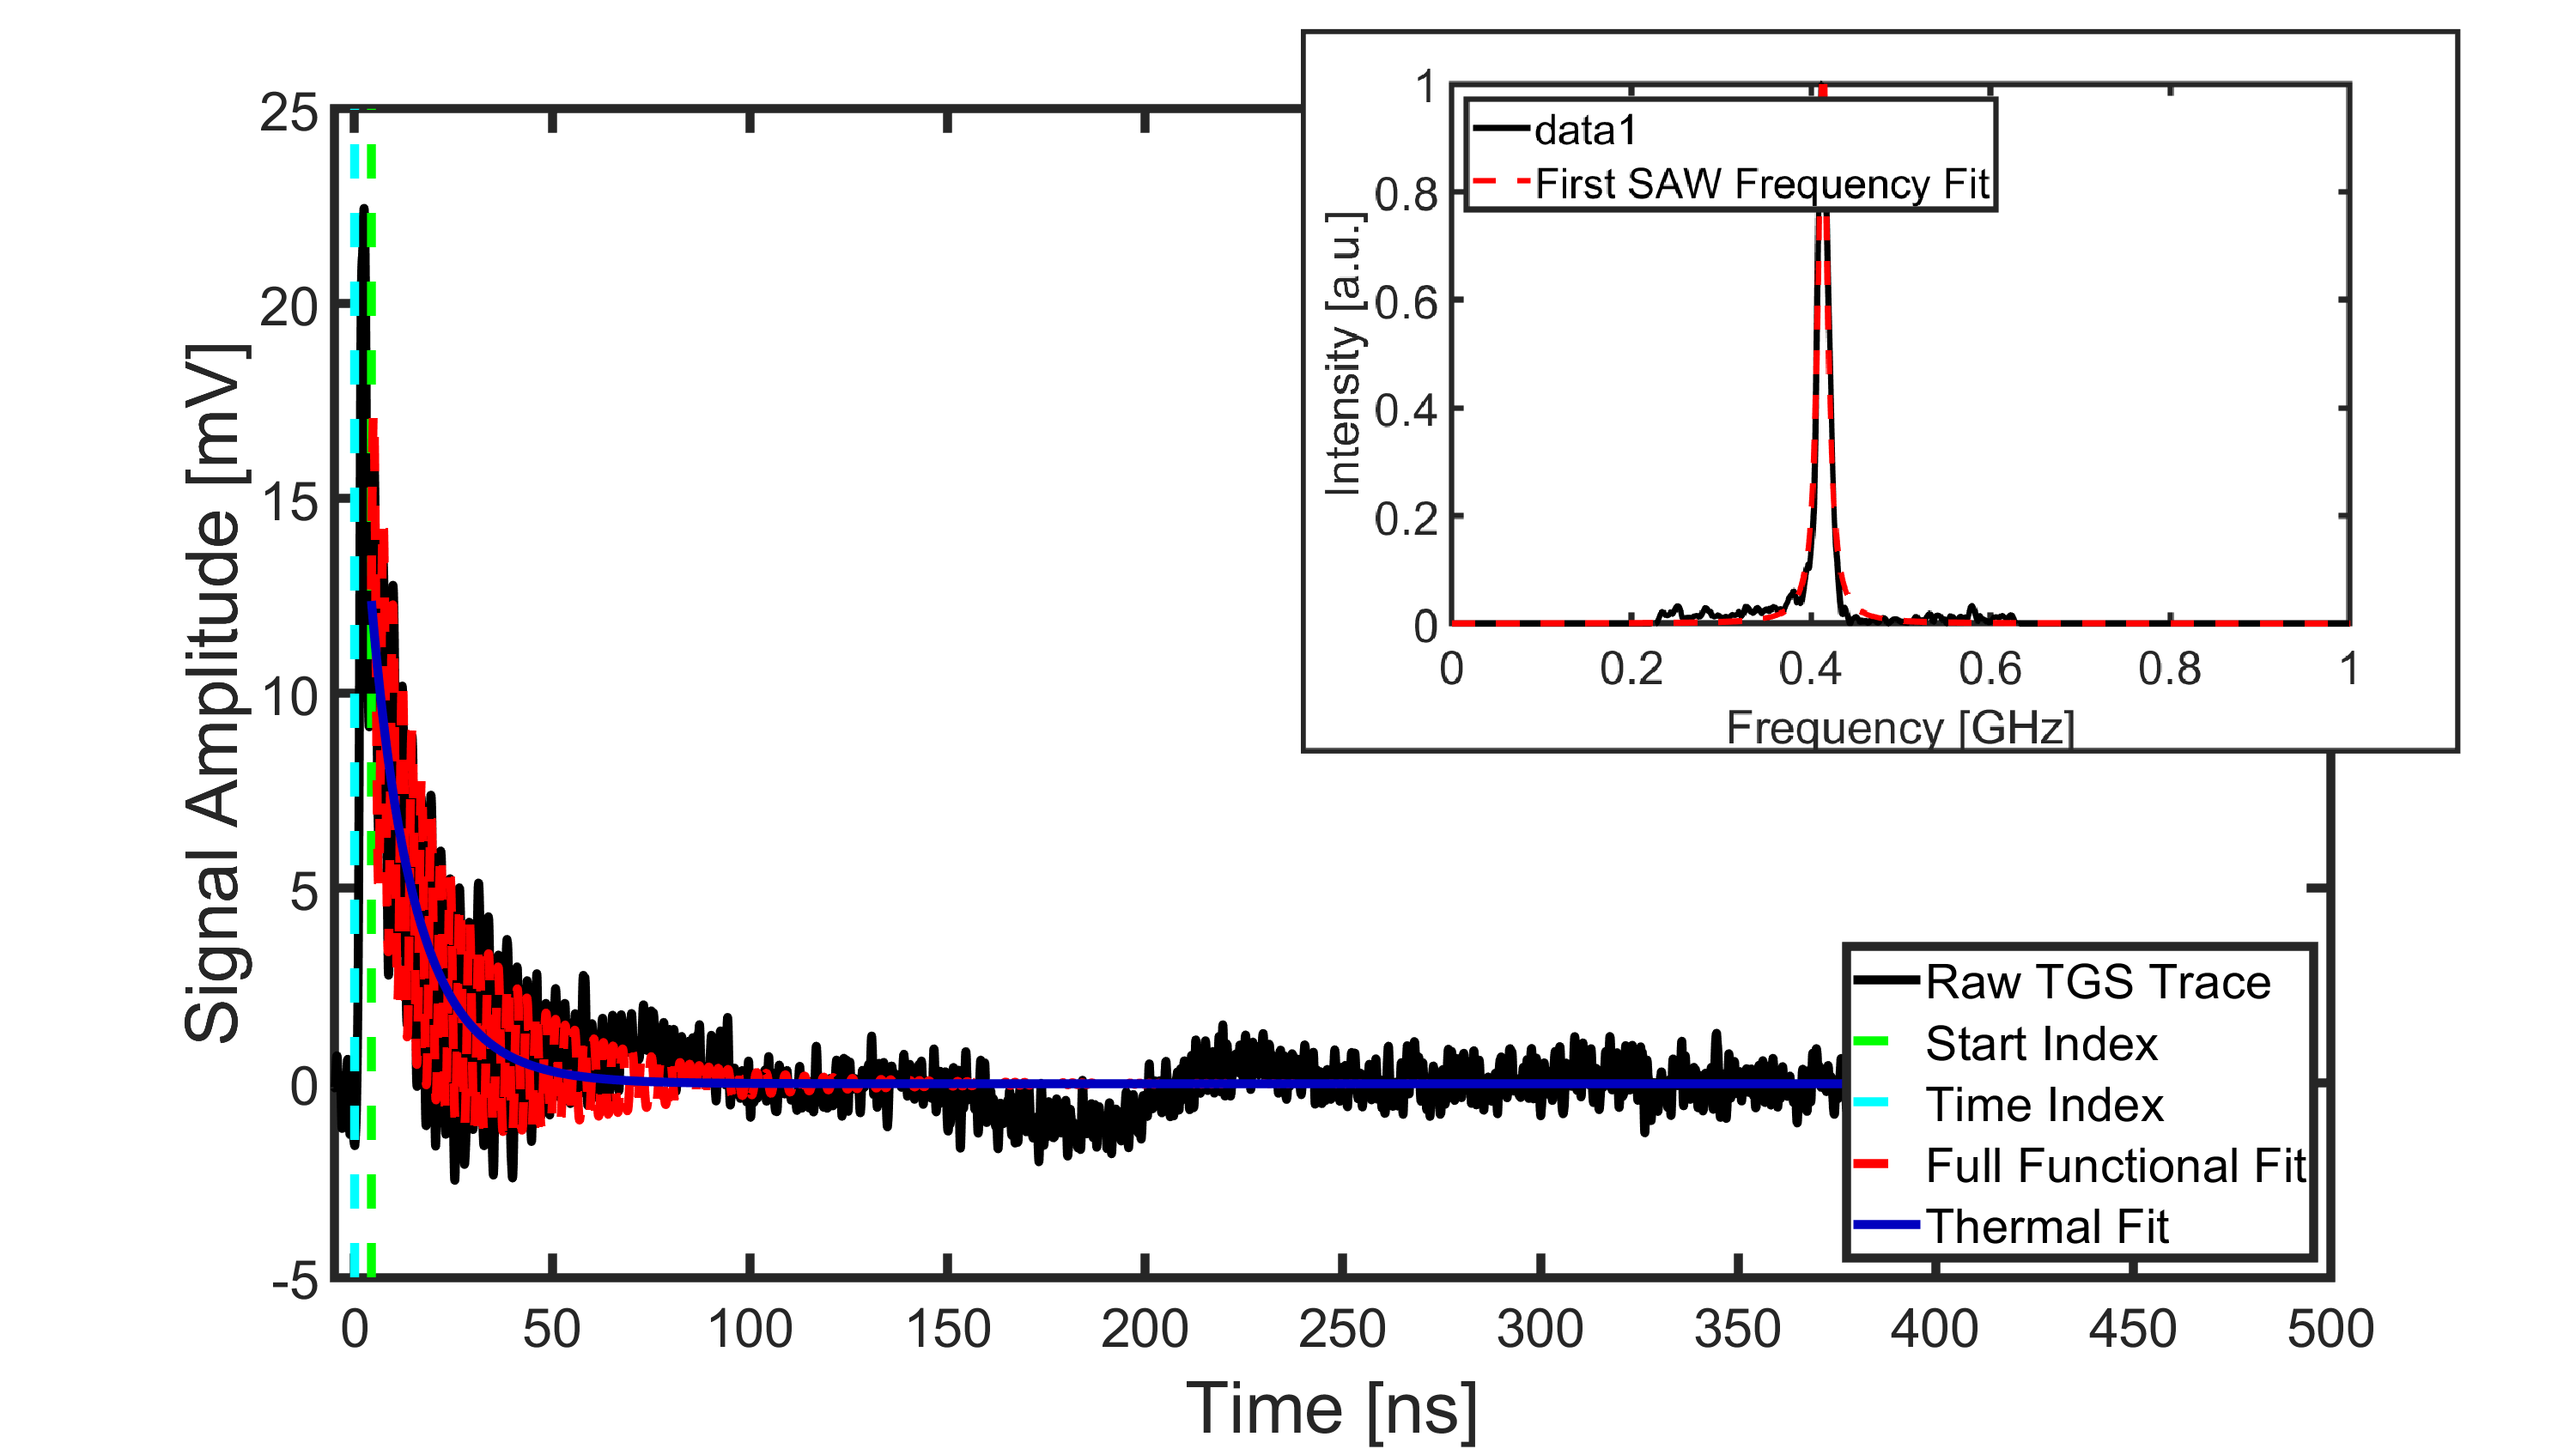 25
20
15
10
5
0
-5
Signal Amplitude [mV]
0 50 100 150 200 250 300 350 400 450 500
Time [ns]
Raw TGS Trace
Start Index
Time Index
Full Functional Fit
Thermal Fit
1
0.8
0.6
0.4
0.2
0
Intensity [a.u.]
data1
First SAW Frequency Fit
0 0.2 0.4 0.6 0.8 1
Frequency [GHz]